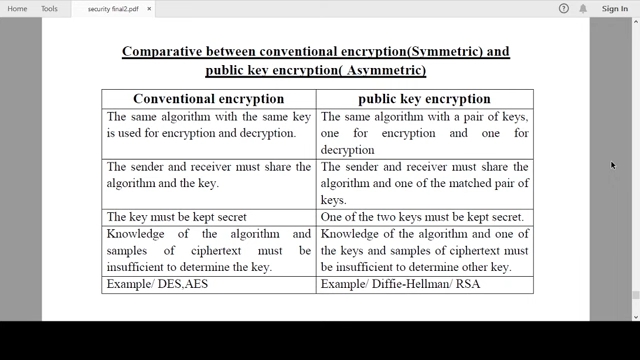 Home Tools security final2.pdf × Sign In
Comparative between conventional encryption(Symmetric) and
public key encryption( Asymmetric)
Conventional encryption
public key encryption
The same algorithm with the same key
is used for encryption and decryption.
The same algorithm with a pair of keys,
one for encryption and one for
decryption
The sender and receiver must share the
algorithm and the key.
The sender and receiver must share the
algorithm and one of the matched pair of
keys.
The key must be kept secret
One of the two keys must be kept secret.
Knowledge of the algorithm and
samples of ciphertext must be
insufficient to determine the key.
Knowledge of the algorithm and one of
the keys and samples of ciphertext must
be insufficient to determine other key.
Example/ DES,AES
Example/ Diffie-Hellman/ RSA